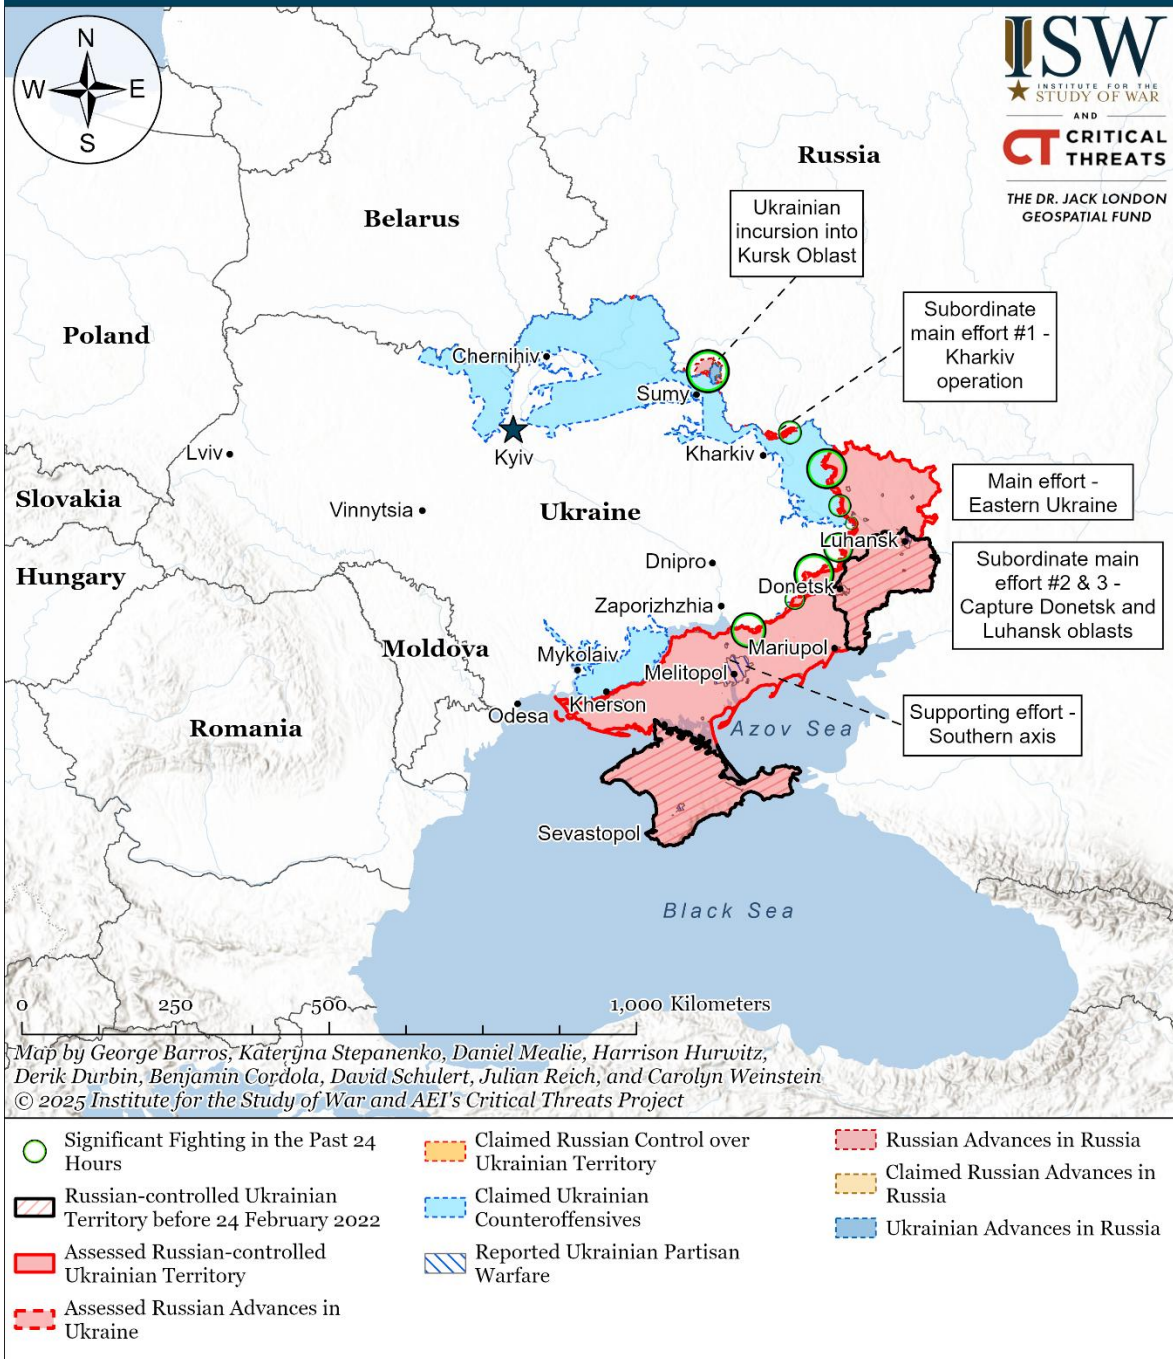 N
W
E
S
ISW
INSTITUTE FOR THE
STUDY OF WAR
AND
CT CRITICAL
THREATS
THE DR. JACK LONDON
GEOSPATIAL FUND
Russia
Belarus
Ukrainian
incursion into
Kursk Oblast
Subordinate
main effort #1 -
Kharkiv
operation
Poland
Chernihiv
Sumy
Kyiv
Lviv
Kharkiv
Slovakia
Main effort -
Eastern Ukraine
Vinnytsia
Ukraine
Luhansk
Hungary
Dnipro
Donetsk
Subordinate main
effort #2 & 3 -
Capture Donetsk and
Luhansk oblasts
Zaporizhzhia
Moldova
Mykolaiv
Mariupol
Melitopol
Kherson
Odesa
Romania
Azov Sea
Supporting effort -
Southern axis
Sevastopol
Black Sea
0
250
500
1,000 Kilometers
Map by George Barros, Kateryna Stepanenko, Daniel Mealie, Harrison Hurwitz,
Derik Durbin, Benjamin Cordola, David Schulert, Julian Reich, and Carolyn Weinstein
© 2025 Institute for the Study of War and AEI's Critical Threats Project
Significant Fighting in the Past 24
Hours
Russian-controlled Ukrainian
Territory before 24 February 2022
Assessed Russian-controlled
Ukrainian Territory
Assessed Russian Advances in
Ukraine
Claimed Russian Control over
Ukrainian Territory
Claimed Ukrainian
Counteroffensives
Reported Ukrainian Partisan
Warfare
Russian Advances in Russia
Claimed Russian Advances in
Russia
Ukrainian Advances in Russia